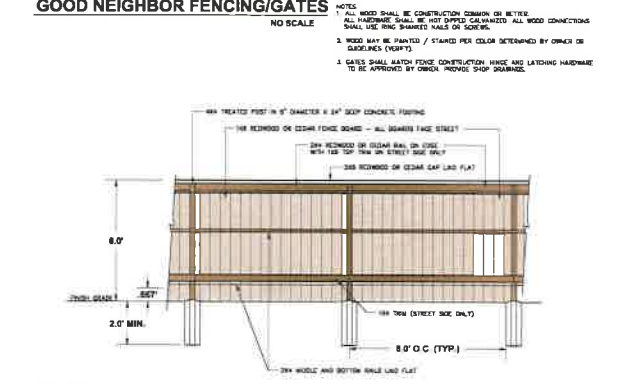 GOOD NEIGHBOR FENCING/GATES
NO SCALE
NOTES
1. ALL WOOD SHALL BE CONSTRUCTION COMMON OR BETTER.
ALL HARDWARE SHALL BE HOT DIPPED GALVANIZED ALL WOOD CONNECTIONS
SHALL USE RING SHANKED NAILS OR SCREWS.
2. WOOD MAY BE PAINTED / STAINED PER COLOR DETERMINED BY OWNER OR
GUIDELINES (VERIFY).
3. GATES SHALL MATCH FENCE CONSTRUCTION HINGE AND LATCHING HARDWARE
TO BE APPROVED BY OWNER. PROVIDE SHOP DRAWINGS.
4X4 TREATED POST IN 8" DIAMETER X 24" DEEP CONCRETE FOOTING
1X8 REDWOOD OR CEDAR FENCE BOARD - ALL BOARDS FACE STREET
2X4 REDWOOD OR CEDAR RAIL ON EDGE
WITH 1X3 TOP TRIM ON STREET SIDE ONLY
2X6 REDWOOD OR CEDAR CAP LAID FLAT
6.0'
FINISH GRADE
.667'
2.0' MIN.
1X4 TRIM (STREET SIDE ONLY)
8.0' O.C. (TYP.)
2X4 MIDDLE AND BOTTOM RAILS LAID FLAT